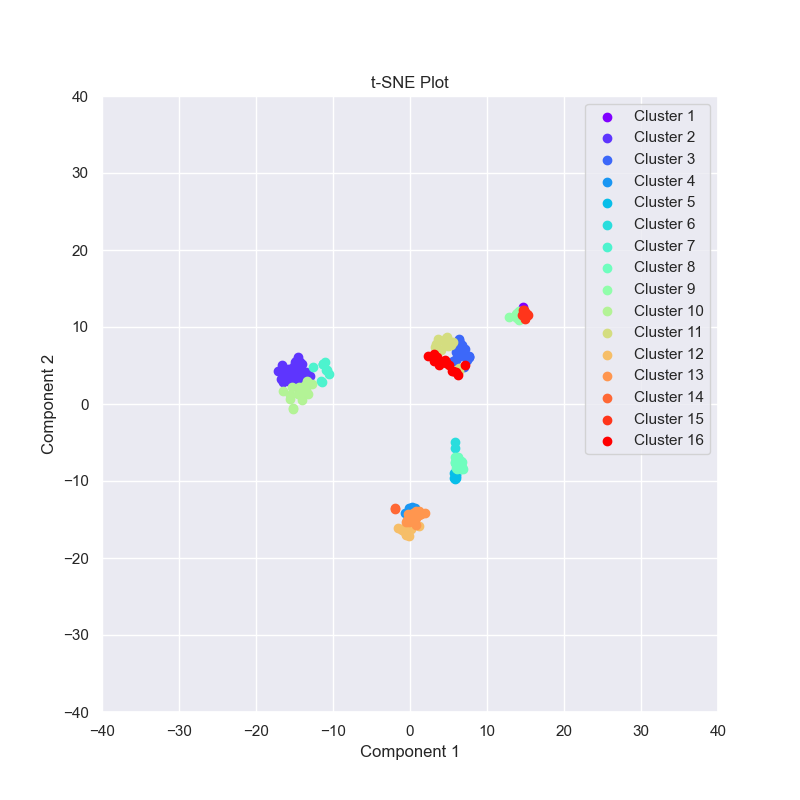 t-SNE Plot
40
30
20
10
0
−10
−20
−30
−40
Component 2
−40
−30
−20
−10
0
10
20
30
40
Component 1
Cluster 1
Cluster 2
Cluster 3
Cluster 4
Cluster 5
Cluster 6
Cluster 7
Cluster 8
Cluster 9
Cluster 10
Cluster 11
Cluster 12
Cluster 13
Cluster 14
Cluster 15
Cluster 16